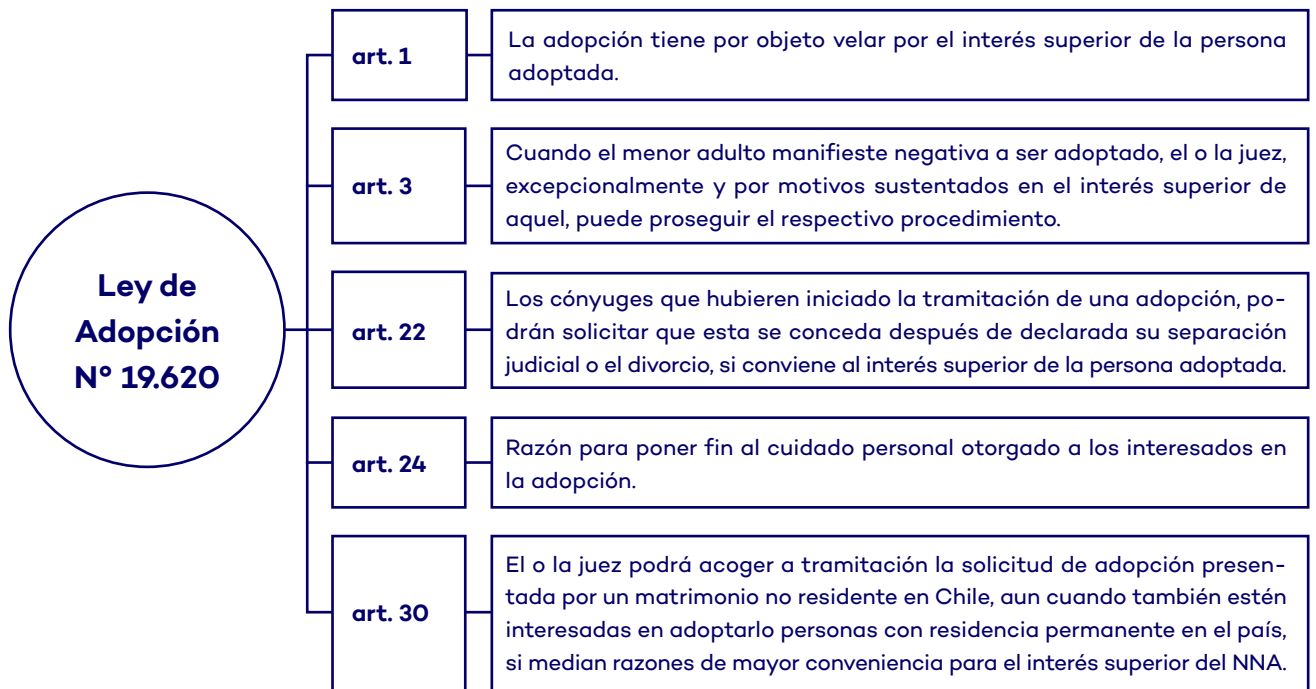 Ley de
Adopción
N° 19.620
art. 1
La adopción tiene por objeto velar por el interés superior de la persona
adoptada.
art. 3
Cuando el menor adulto manifieste negativa a ser adoptado, el o la juez,
excepcionalmente y por motivos sustentados en el interés superior de
aquel, puede proseguir el respectivo procedimiento.
art. 22
Los cónyuges que hubieren iniciado la tramitación de una adopción, po-
drán solicitar que esta se conceda después de declarada su separación
judicial o el divorcio, si conviene al interés superior de la persona adoptada.
art. 24
Razón para poner fin al cuidado personal otorgado a los interesados en
la adopción.
art. 30
El o la juez podrá acoger a tramitación la solicitud de adopción presen-
tada por un matrimonio no residente en Chile, aun cuando también estén
interesadas en adoptarlo personas con residencia permanente en el país,
si median razones de mayor conveniencia para el interés superior del NNA.